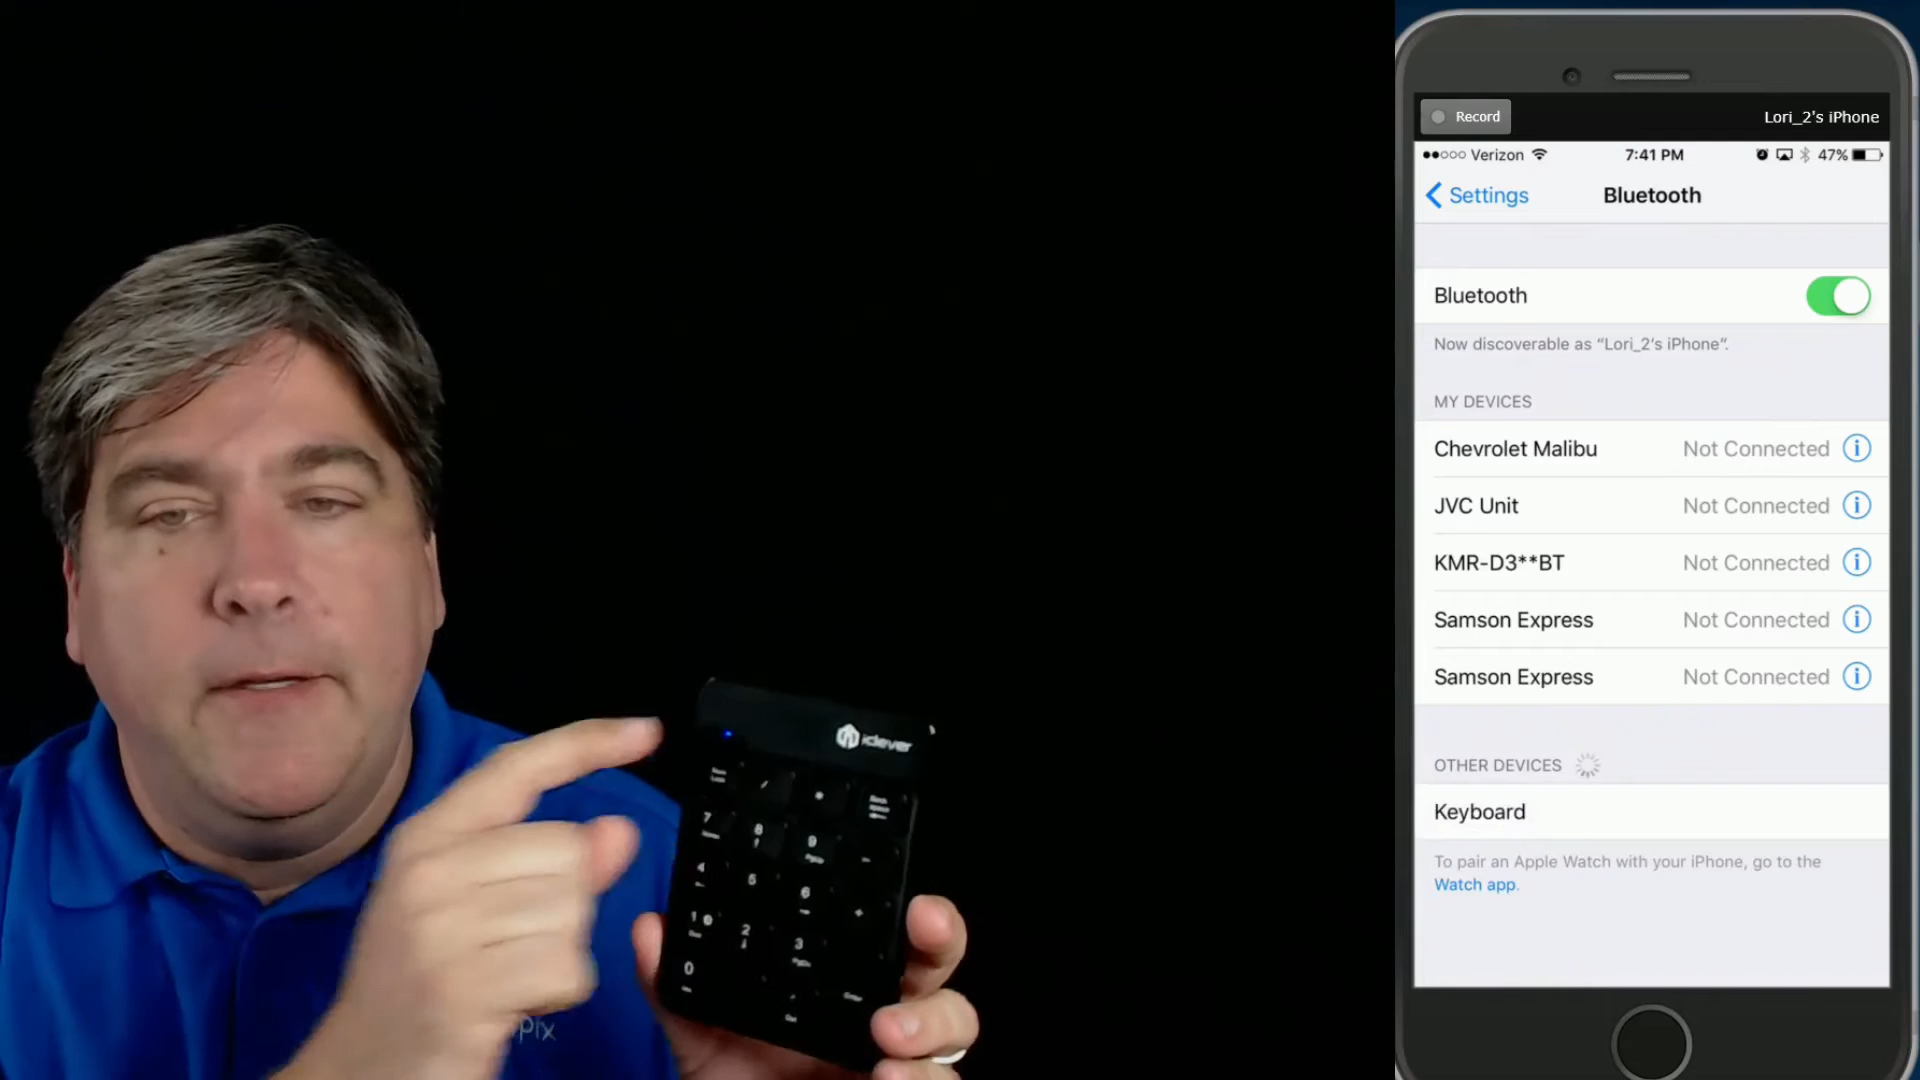 Record
Lori_2's iPhone
Verizon 7:41 PM 47%
Settings Bluetooth
Bluetooth
Now discoverable as “Lori_2’s iPhone”.
MY DEVICES
Chevrolet Malibu Not Connected
JVC Unit Not Connected
KMR-D3**BT Not Connected
Samson Express Not Connected
Samson Express Not Connected
OTHER DEVICES
Keyboard
To pair an Apple Watch with your iPhone, go to the
Watch app.
iclever
/ *
7 8 9 -
4 5 6 +
1 2 3
0
Enter
Del
pix